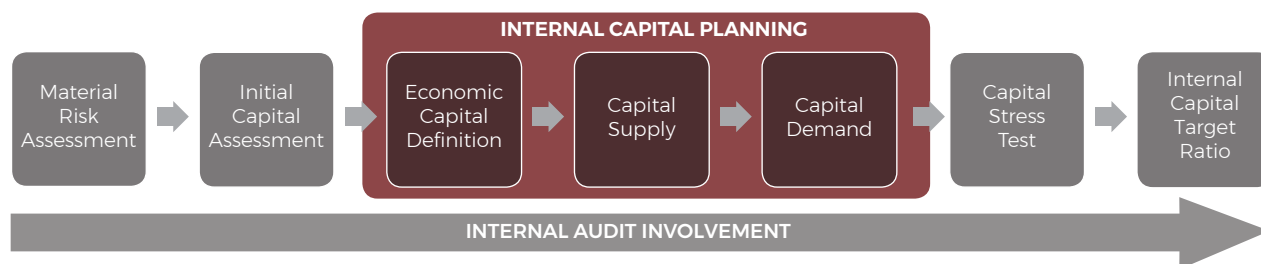 INTERNAL CAPITAL PLANNING
Material
Risk
Assessment
Initial
Capital
Assessment
Economic
Capital
Definition
Capital
Supply
Capital
Demand
Capital
Stress
Test
Internal
Capital
Target
Ratio
INTERNAL AUDIT INVOLVEMENT